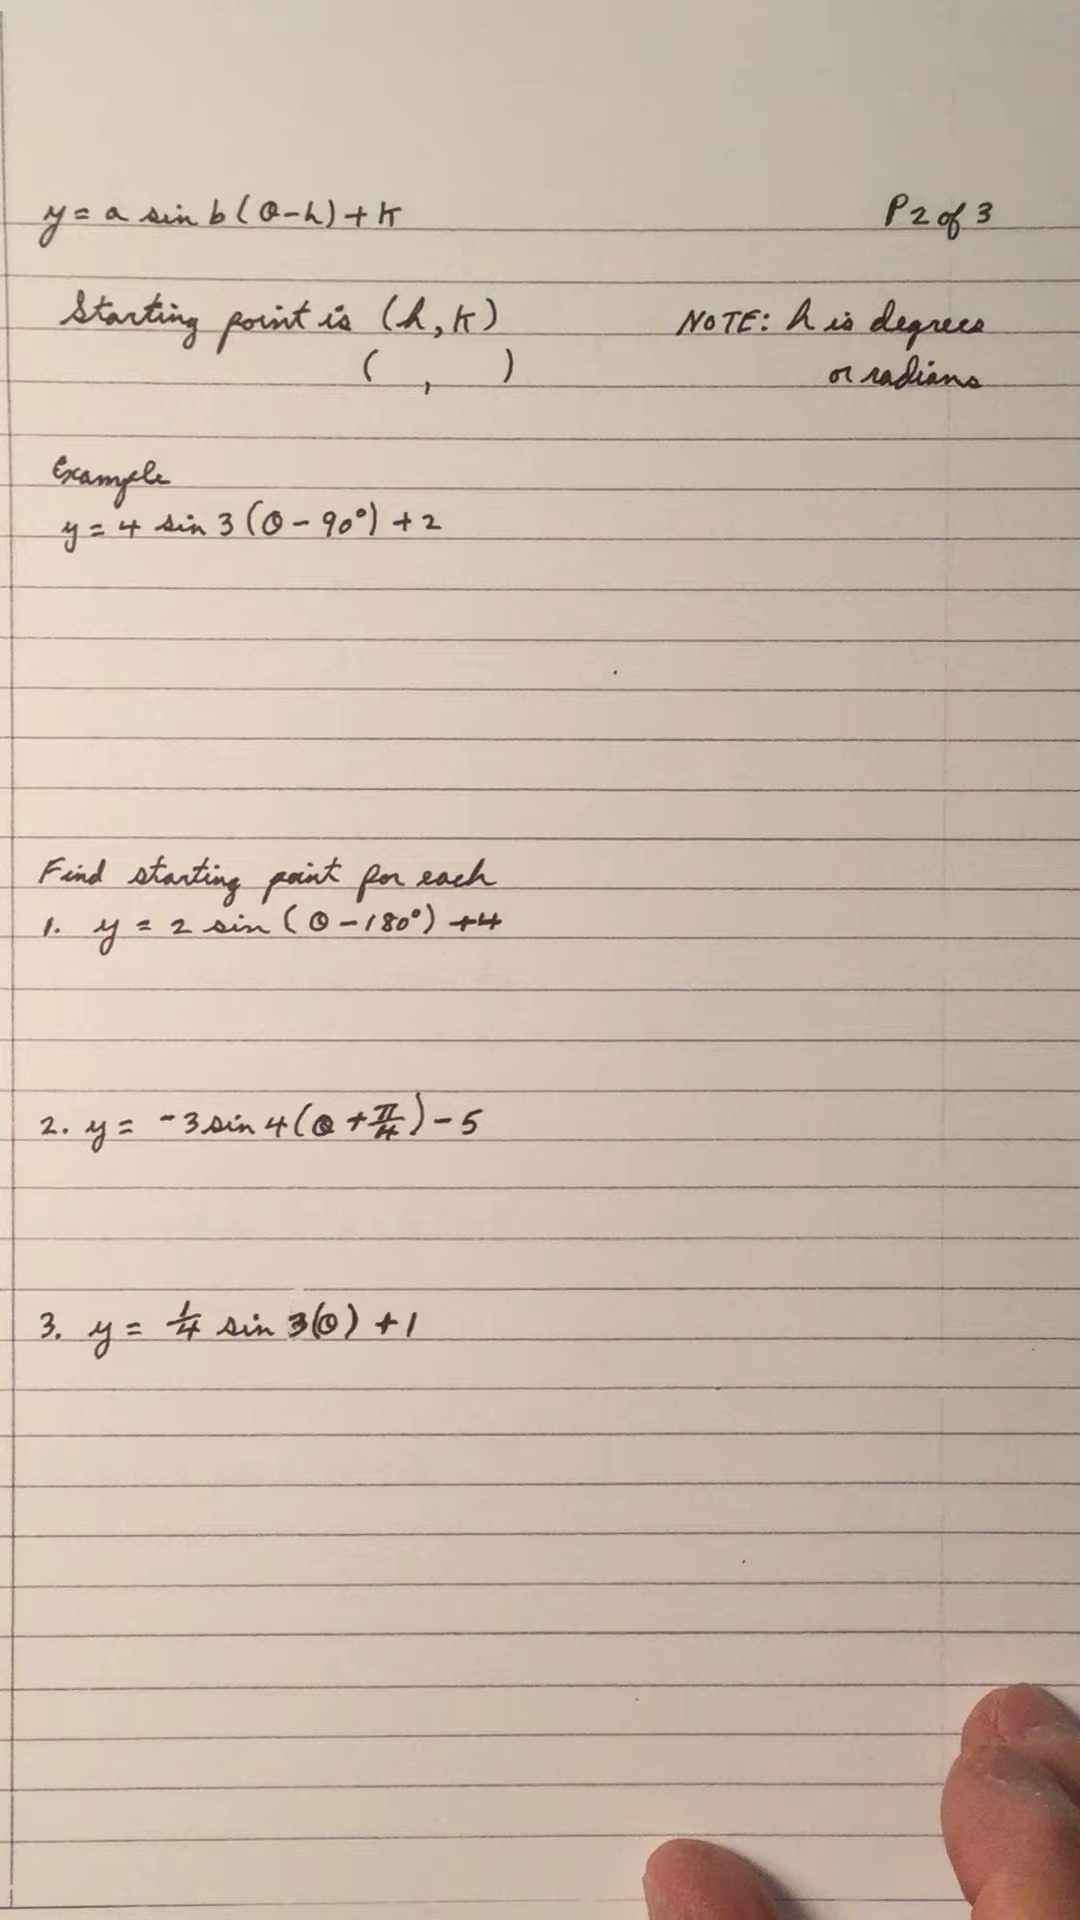 y = a sin b(θ-h)+K
P 2 of 3
Starting point is (h, K)
NOTE: h is degrees
( , )
or radians
Example
y = 4 sin 3(θ - 90°) + 2
Find starting point for each
1. y = 2 sin (θ - 180°) + 4
2. y = -3 sin 4(θ + π/4) - 5
3. y = 1/4 sin 3(θ) + 1